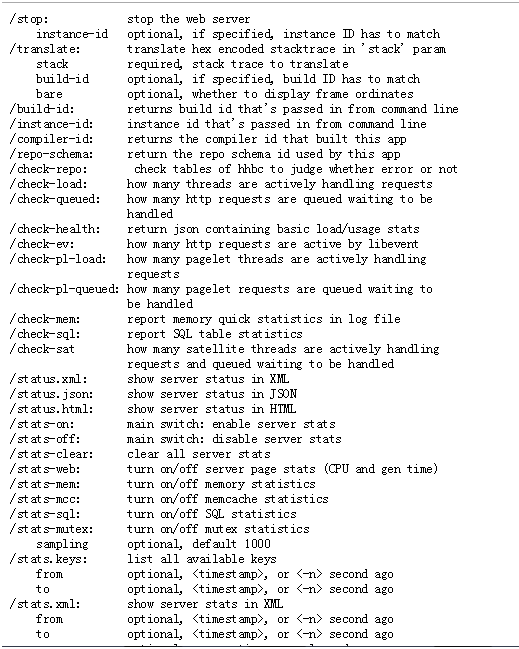 /stop: stop the web server
instance-id optional, if specified, instance ID has to match
/translate: translate hex encoded stacktrace in 'stack' param
stack required, stack trace to translate
build-id optional, if specified, build ID has to match
bare optional, whether to display frame ordinates
/build-id: returns build id that's passed in from command line
/instance-id: instance id that's passed in from command line
/compiler-id: returns the compiler id that built this app
/repo-schema: return the repo schema id used by this app
/check-repo: check tables of hhbc to judge whether error or not
/check-load: how many threads are actively handling requests
/check-queued: how many http requests are queued waiting to be
handled
/check-health: return json containing basic load/usage stats
/check-ev: how many http requests are active by libevent
/check-pl-load: how many pagelet threads are actively handling
requests
/check-pl-queued: how many pagelet requests are queued waiting to
be handled
/check-mem: report memory quick statistics in log file
/check-sql: report SQL table statistics
/check-sat how many satellite threads are actively handling
requests and queued waiting to be handled
/status.xml: show server status in XML
/status.json: show server status in JSON
/status.html: show server status in HTML
/stats-on: main switch: enable server stats
/stats-off: main switch: disable server stats
/stats-clear: clear all server stats
/stats-web: turn on/off server page stats (CPU and gen time)
/stats-mem: turn on/off memory statistics
/stats-mcc: turn on/off memcache statistics
/stats-sql: turn on/off SQL statistics
/stats-mutex: turn on/off mutex statistics
sampling optional, default 1000
/stats.keys: list all available keys
from optional, <timestamp>, or <-n> second ago
to optional, <timestamp>, or <-n> second ago
/stats.xml: show server stats in XML
from optional, <timestamp>, or <-n> second ago
to optional, <timestamp>, or <-n> second ago